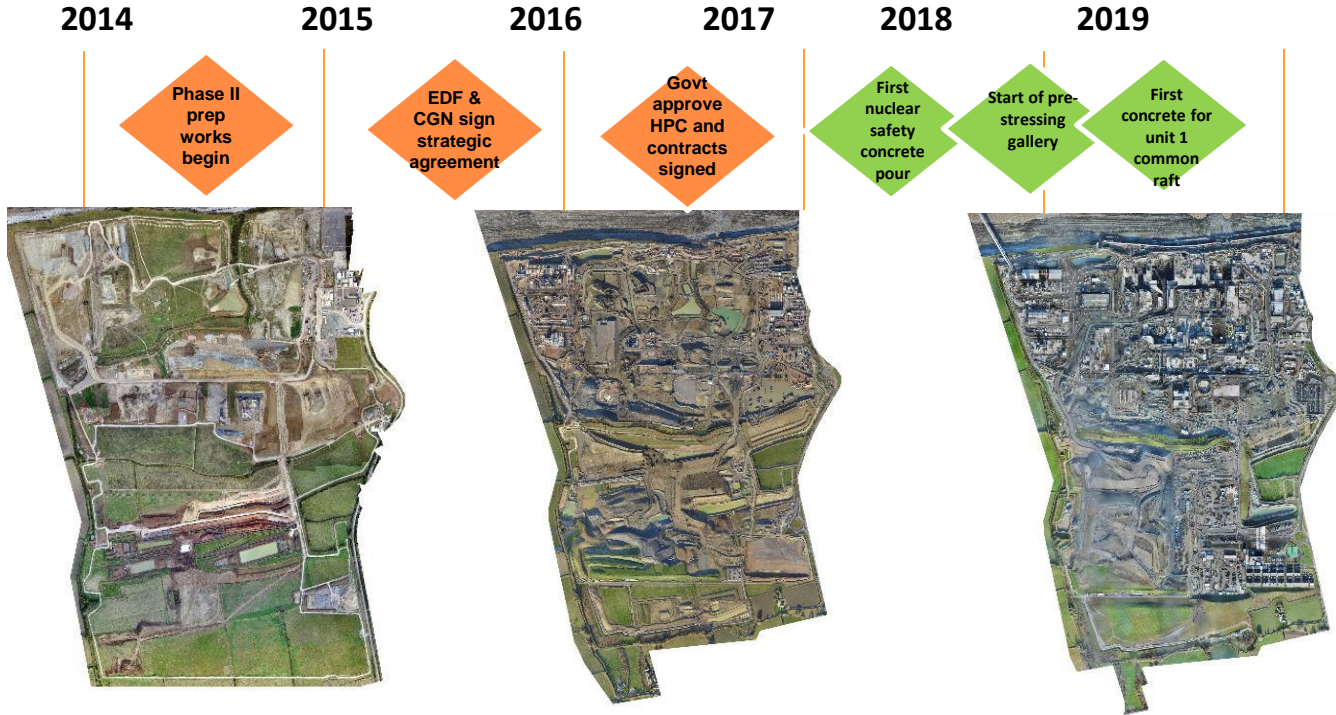 2014 2015 2016 2017 2018 2019
Phase II
prep
works
begin
EDF &
CGN sign
strategic
agreement
Govt
approve
HPC and
contracts
signed
First
nuclear
safety
concrete
pour
Start of pre-
stressing
gallery
First
concrete for
unit 1
common
raft